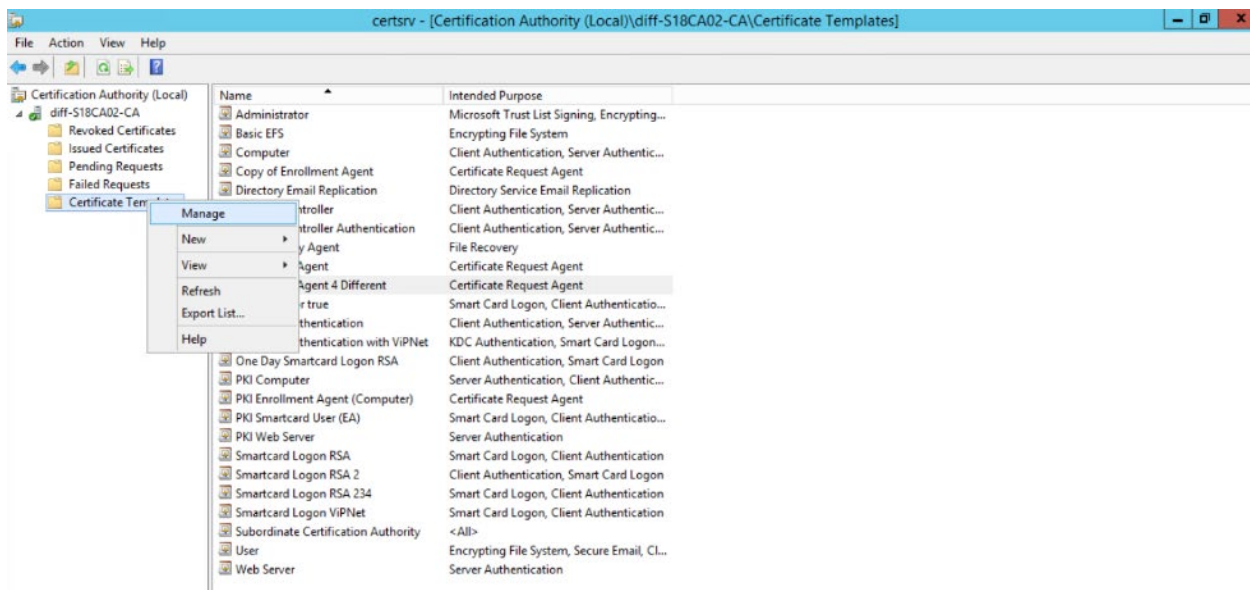 certsrv - [Certification Authority (Local)\diff-S18CA02-CA\Certificate Templates]
File Action View Help
Certification Authority (Local)
diff-S18CA02-CA
Revoked Certificates
Issued Certificates
Pending Requests
Failed Requests
Certificate
Manage
New
View
Refresh
Export List...
Help
Name Intended Purpose
Administrator Microsoft Trust List Signing, Encrypting...
Basic EFS Encrypting File System
Computer Client Authentication, Server Authentic...
Copy of Enrollment Agent Certificate Request Agent
Directory Email Replication Directory Service Email Replication
Client Authentication, Server Authentic...
Authentication Client Authentication, Server Authentic...
Agent File Recovery
Agent Certificate Request Agent
Agent 4 Different Certificate Request Agent
true Smart Card Logon, Client Authenticatio...
Client Authentication, Server Authentic...
with ViPNet KDC Authentication, Smart Card Logon...
One Day Smartcard Logon RSA Client Authentication, Smart Card Logon
PKI Computer Server Authentication, Client Authentic...
PKI Enrollment Agent (Computer) Certificate Request Agent
PKI Smartcard User (EA) Smart Card Logon, Client Authenticatio...
PKI Web Server Server Authentication
Smartcard Logon RSA Smart Card Logon, Client Authentication
Smartcard Logon RSA 2 Client Authentication, Smart Card Logon
Smartcard Logon RSA 234 Smart Card Logon, Client Authentication
Smartcard Logon ViPNet Smart Card Logon, Client Authentication
Subordinate Certification Authority <All>
User Encrypting File System, Secure Email, Cl...
Web Server Server Authentication